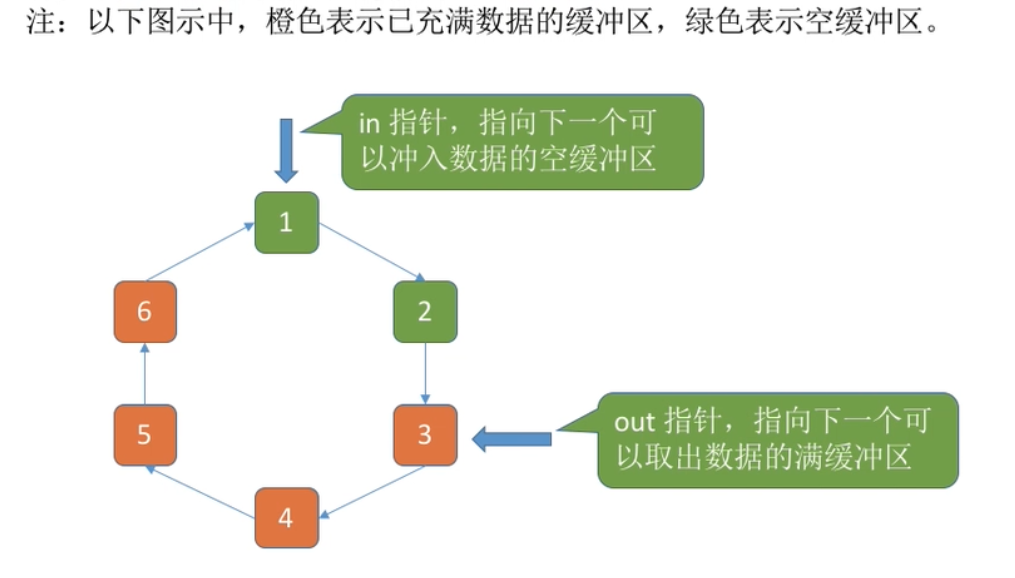 注：以下图示中，橙色表示已充满数据的缓冲区，绿色表示空缓冲区。
in 指针，指向下一个可
以冲入数据的空缓冲区
1
6
2
5
3
out 指针，指向下一个可
以取出数据的满缓冲区
4